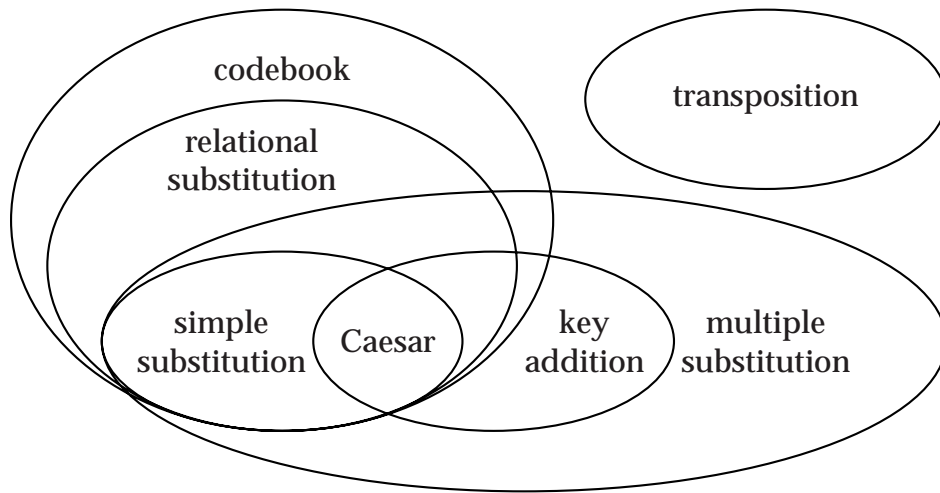 codebook
transposition
relational
substitution
simple
substitution
Caesar
key
addition
multiple
substitution